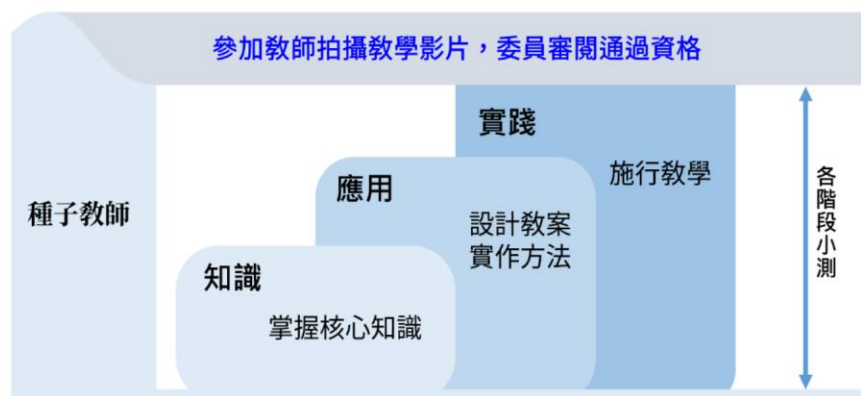 參加教師拍攝教學影片，委員審閱通過資格
種子教師
實踐
施行教學
應用
設計教案
實作方法
知識
掌握核心知識
各階段小測